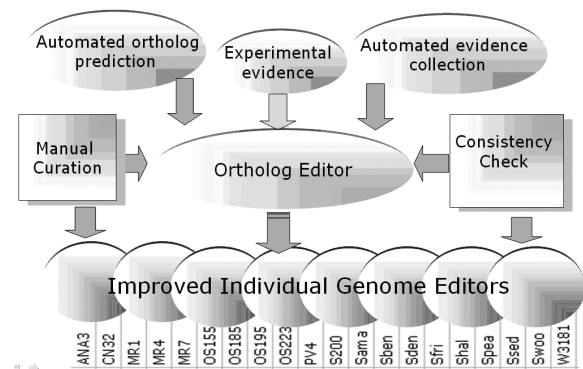 Automated ortholog
prediction
Experimental
evidence
Automated evidence
collection
Manual
Curation
Ortholog Editor
Consistency
Check
Improved Individual Genome Editors
ANA3
CN32
MR1
MR4
MR7
OS155
OS185
OS195
OS223
PV4
S200
Sama
Sben
Sden
Sfri
Shal
Spea
Ssed
Swoo
W3181